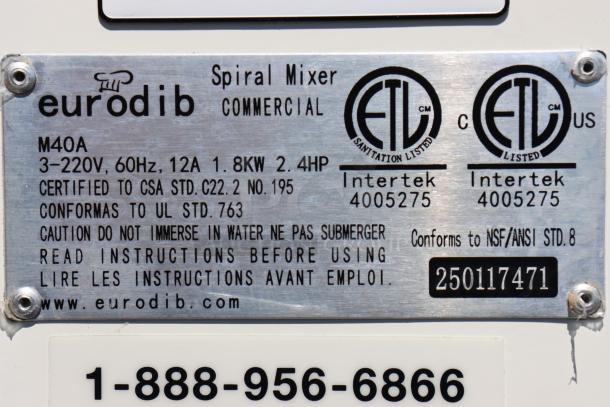 eurodib
Spiral Mixer
COMMERCIAL
M40A
3-220V, 60Hz, 12A 1.8KW 2.4HP
CERTIFIED TO CSA STD. C22.2 NO.195
CONFORMAS TO UL STD. 763
CAUTION DO NOT IMMERSE IN WATER NE PAS SUBMERGER
READ INSTRUCTIONS BEFORE USING
LIRE LES INSTRUCTIONS AVANT EMPLOI.
www.eurodib.com
ETL CM
SANITATION LISTED
Intertek
4005275
C ETL CM US
LISTED
Intertek
4005275
Conforms to NSF/ANSI STD.8
250117471
1-888-956-6866